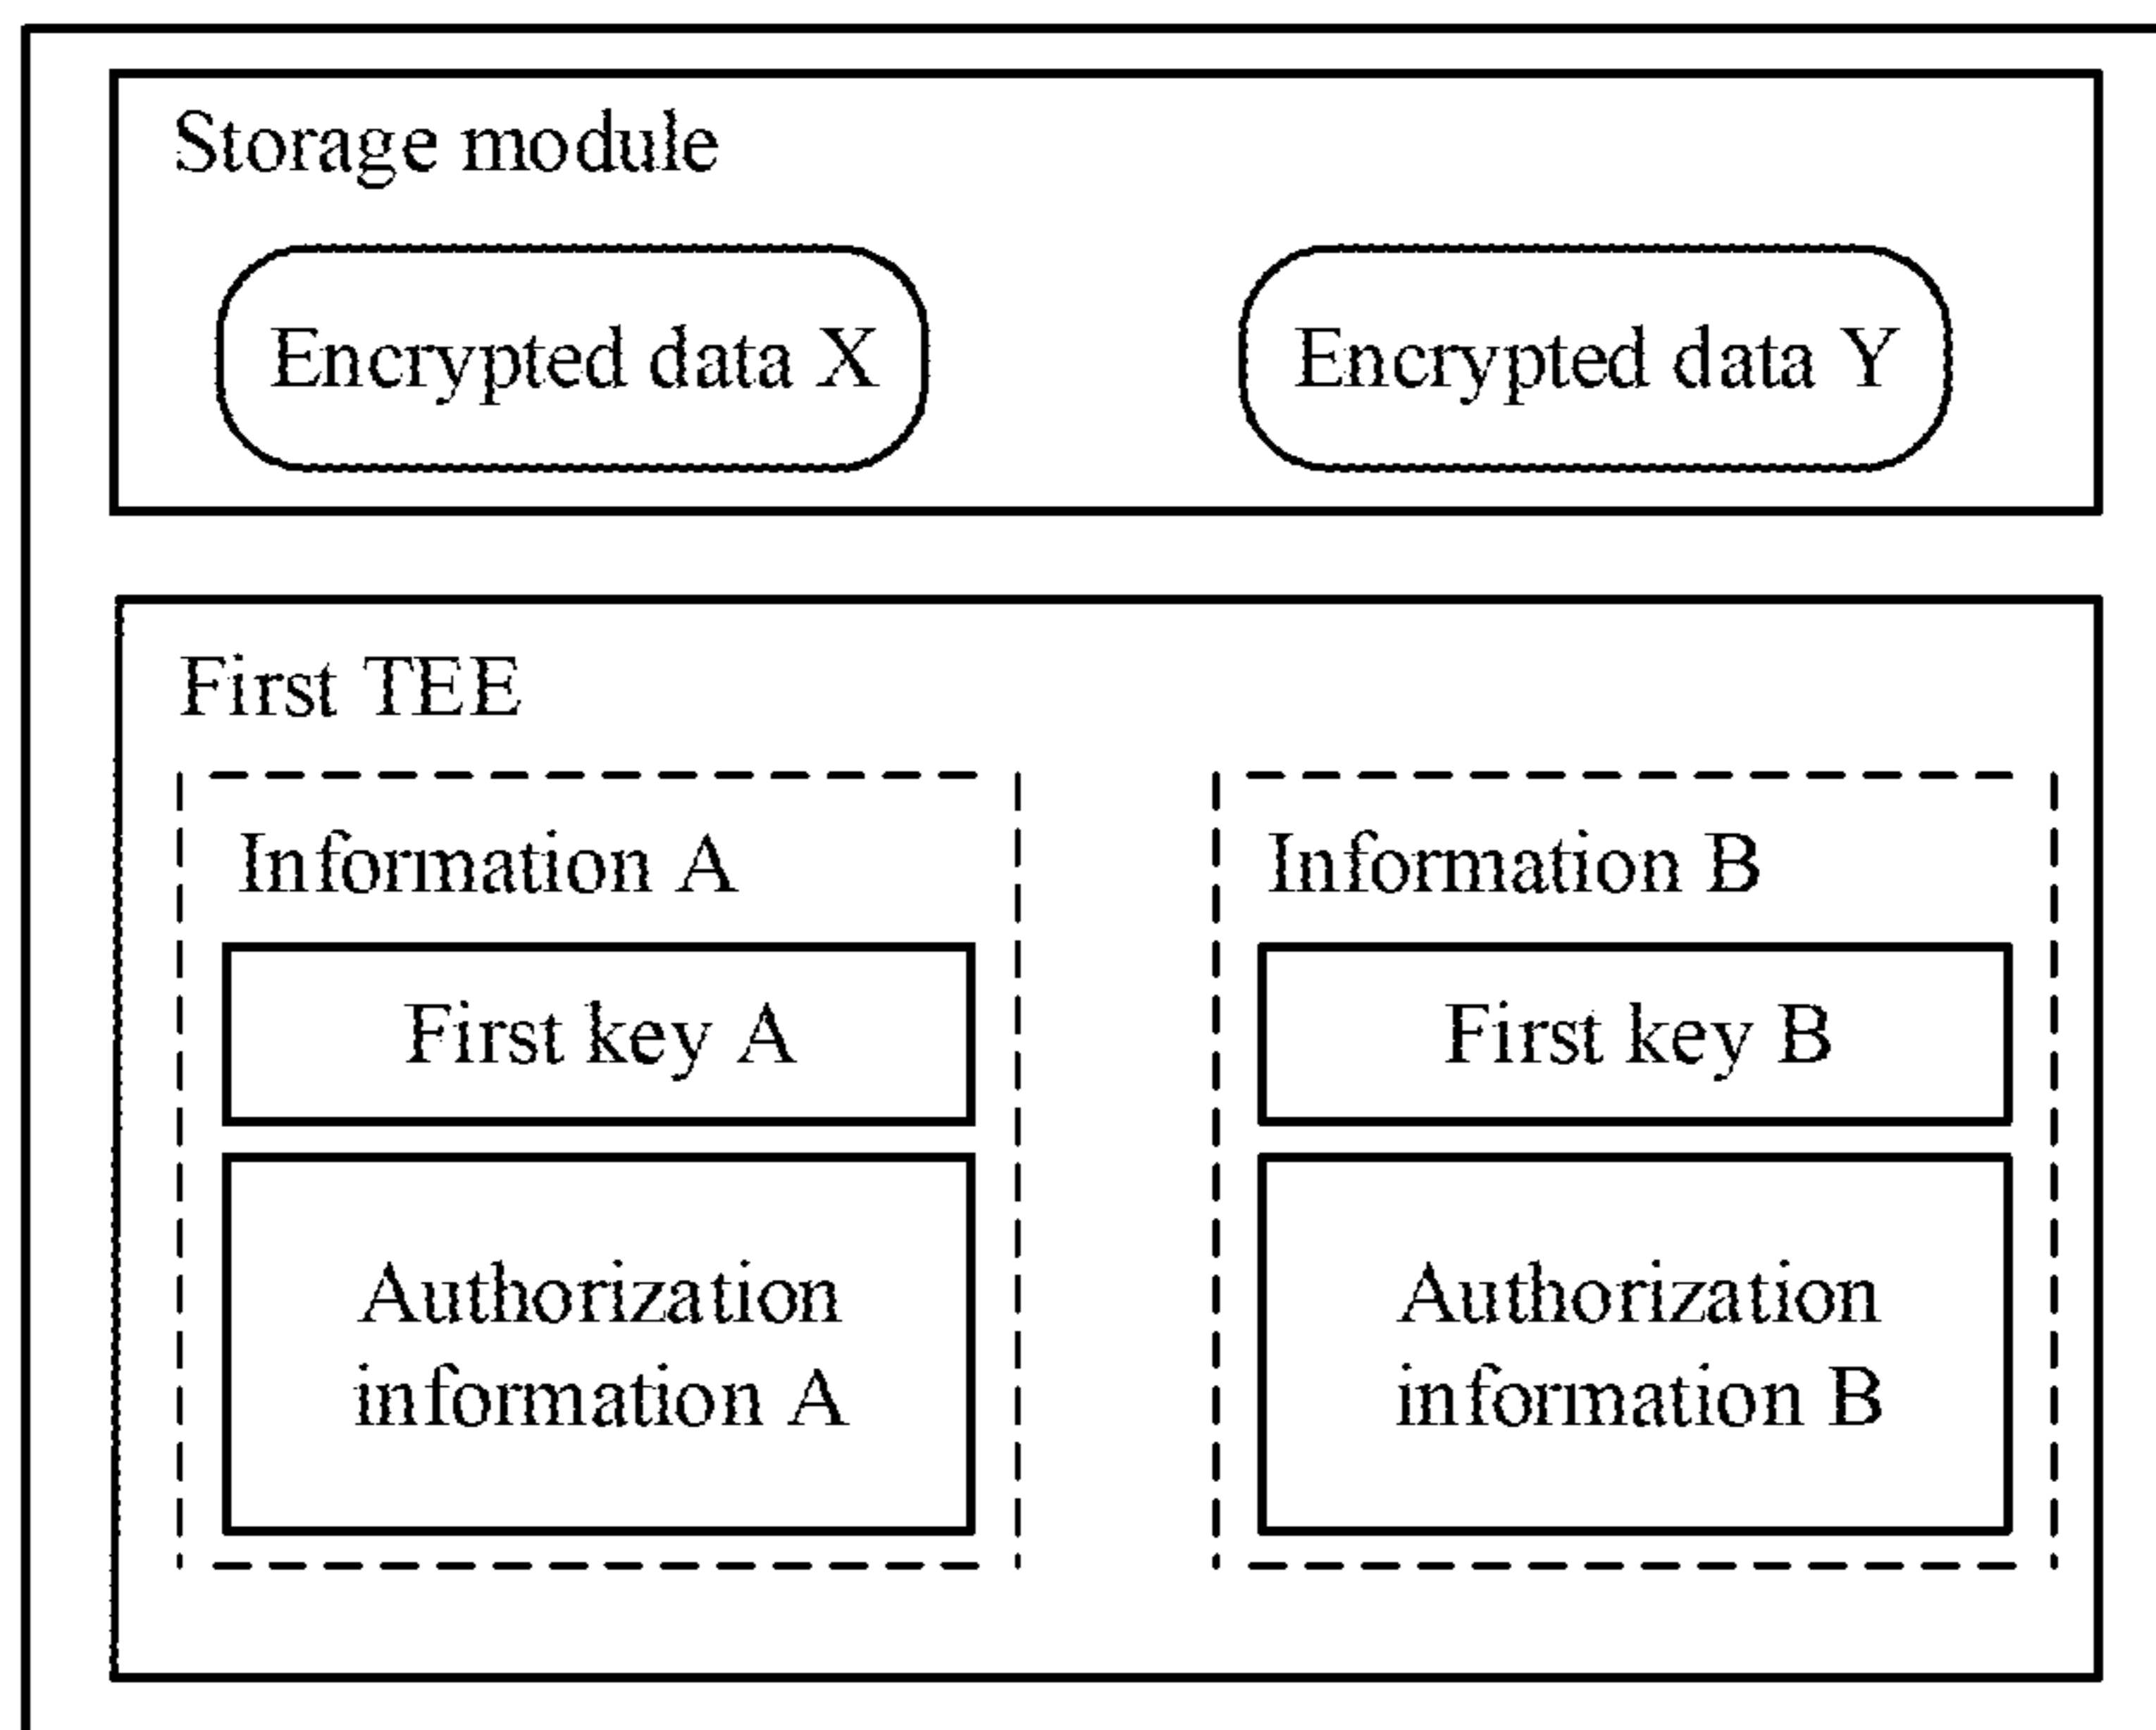 Storage module
Encrypted data X
Encrypted data Y
First TEE
Information A
First key A
Authorization
information A
Information B
First key B
Authorization
information B